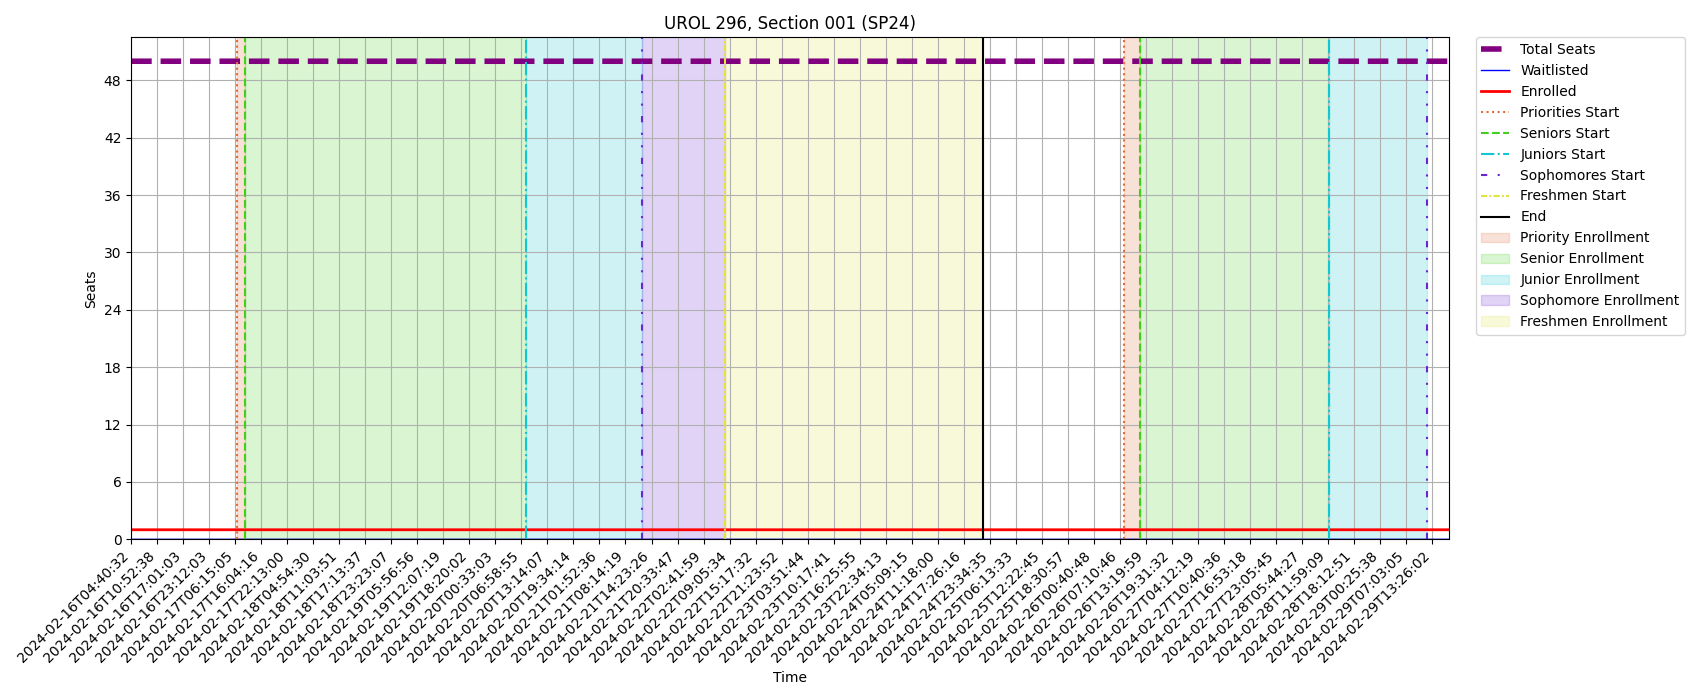 UROL 296, Section 001 (SP24)
Seats
48
42
36
30
24
18
12
6
0
2024-02-16T04:40:32
2024-02-16T10:52:38
2024-02-16T17:01:03
2024-02-16T23:12:03
2024-02-17T06:15:05
2024-02-17T16:04:16
2024-02-17T22:13:00
2024-02-18T04:54:30
2024-02-18T11:03:51
2024-02-18T17:13:37
2024-02-18T23:23:07
2024-02-19T05:56:56
2024-02-19T12:07:19
2024-02-19T18:20:02
2024-02-20T00:33:03
2024-02-20T06:58:55
2024-02-20T13:14:07
2024-02-20T19:34:14
2024-02-21T01:52:36
2024-02-21T08:14:19
2024-02-21T14:23:26
2024-02-21T20:33:47
2024-02-22T02:41:59
2024-02-22T09:05:34
2024-02-22T15:17:32
2024-02-22T21:23:52
2024-02-23T03:51:44
2024-02-23T10:17:41
2024-02-23T16:25:55
2024-02-23T22:34:13
2024-02-24T05:09:15
2024-02-24T11:18:00
2024-02-24T17:26:16
2024-02-24T23:34:35
2024-02-25T06:13:33
2024-02-25T12:22:45
2024-02-25T18:30:57
2024-02-26T00:40:48
2024-02-26T07:10:46
2024-02-26T13:19:59
2024-02-26T19:31:32
2024-02-27T04:12:19
2024-02-27T10:40:36
2024-02-27T16:53:18
2024-02-27T23:05:45
2024-02-28T05:44:27
2024-02-28T11:59:09
2024-02-28T18:12:51
2024-02-29T00:25:38
2024-02-29T07:03:05
2024-02-29T13:26:02
Time
Total Seats
Waitlisted
Enrolled
Priorities Start
Seniors Start
Juniors Start
Sophomores Start
Freshmen Start
End
Priority Enrollment
Senior Enrollment
Junior Enrollment
Sophomore Enrollment
Freshmen Enrollment